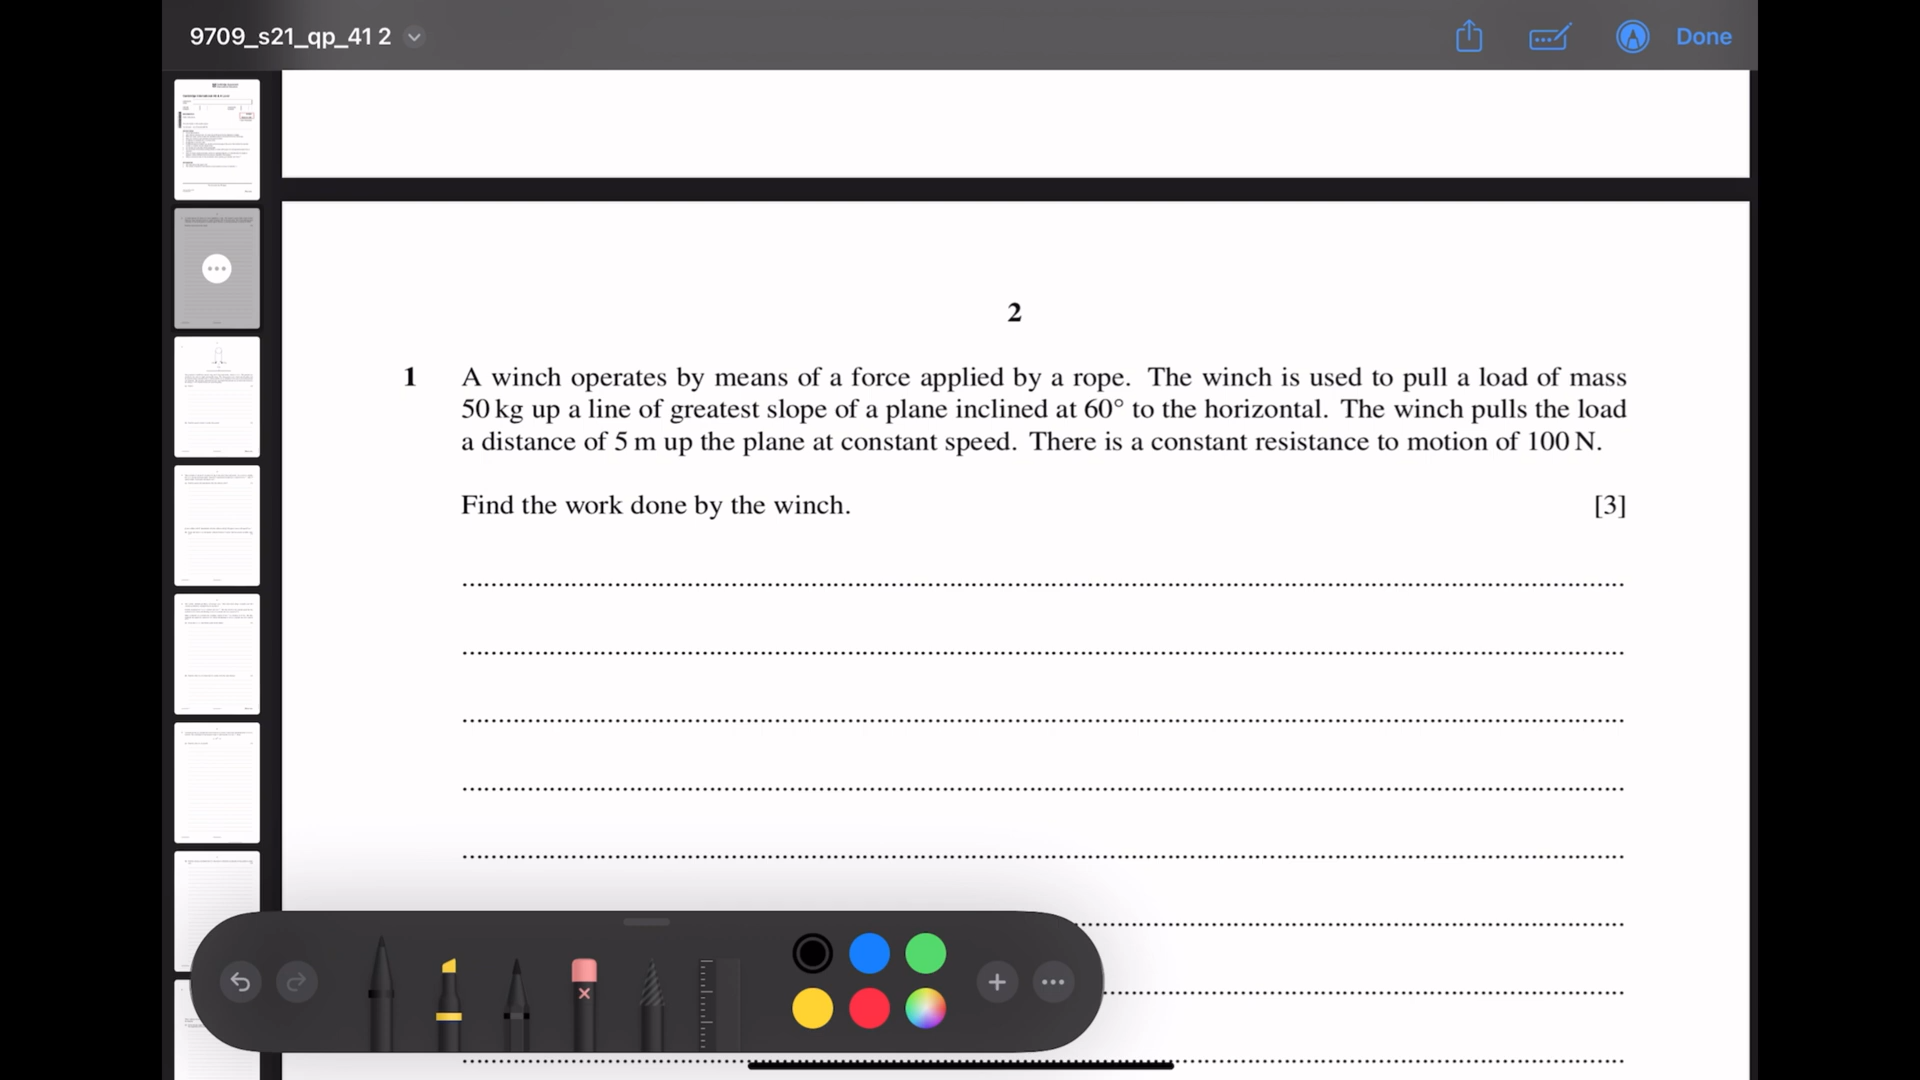 9709_s21_qp_41 2
Done
2
1 A winch operates by means of a force applied by a rope. The winch is used to pull a load of mass
50 kg up a line of greatest slope of a plane inclined at 60° to the horizontal. The winch pulls the load
a distance of 5 m up the plane at constant speed. There is a constant resistance to motion of 100 N.
Find the work done by the winch. [3]